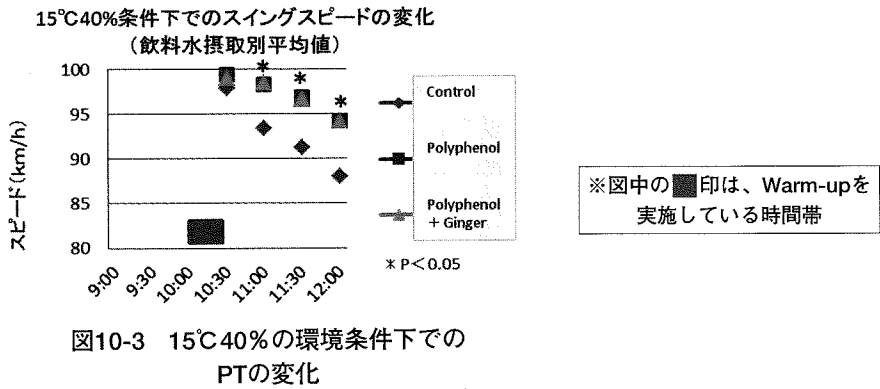 15℃40%条件下でのスイングスピードの変化
（飲料水摂取別平均値）
スピード（km/h）
100
95
90
85
80
9:00
9:30
10:00
10:30
11:00
11:30
12:00
*
*
*
Control
Polyphenol
Polyphenol
+ Ginger
* P＜0.05
※図中の■印は、Warm-upを
実施している時間帯
図10-3　15℃40%の環境条件下での
PTの変化